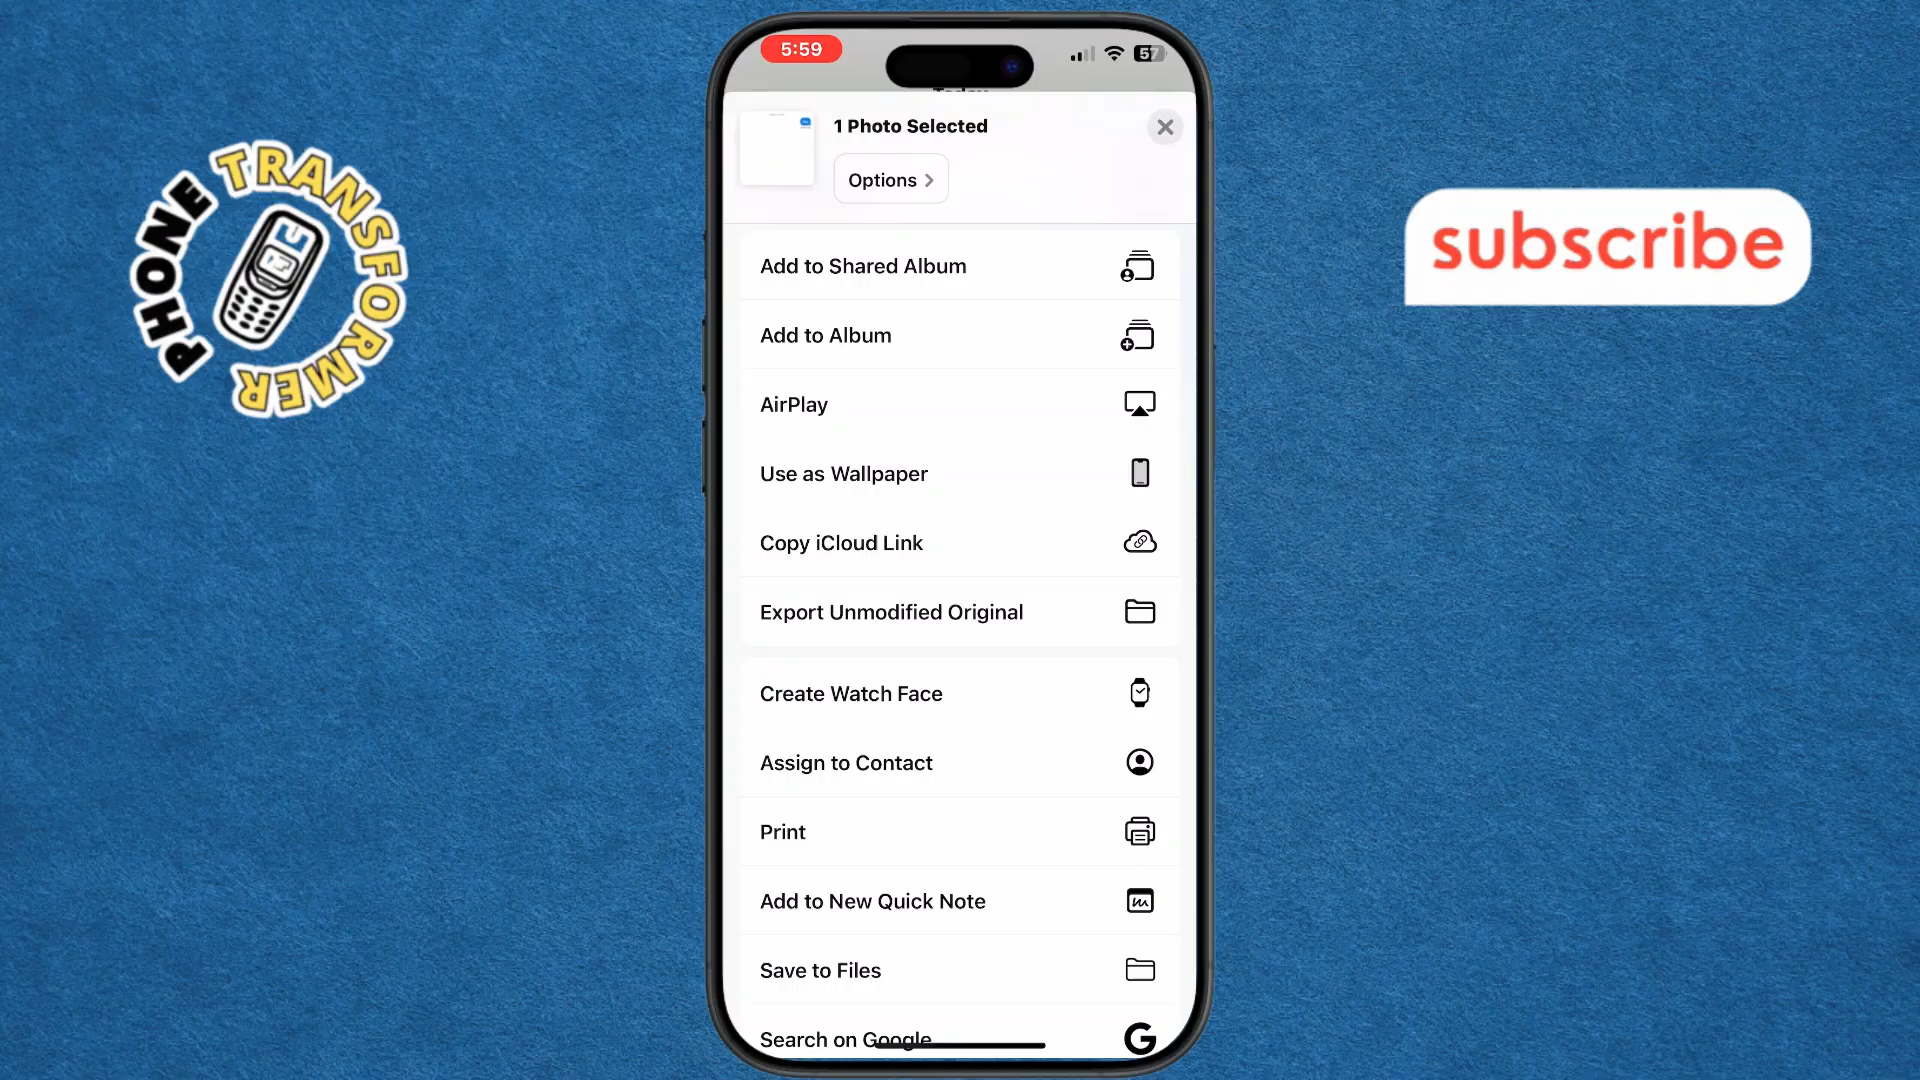 PHONE TRANSFORMER
5:59
57
1 Photo Selected
Options
subscribe
Add to Shared Album
Add to Album
AirPlay
Use as Wallpaper
Copy iCloud Link
Export Unmodified Original
Create Watch Face
Assign to Contact
Print
Add to New Quick Note
Save to Files
Search on Google